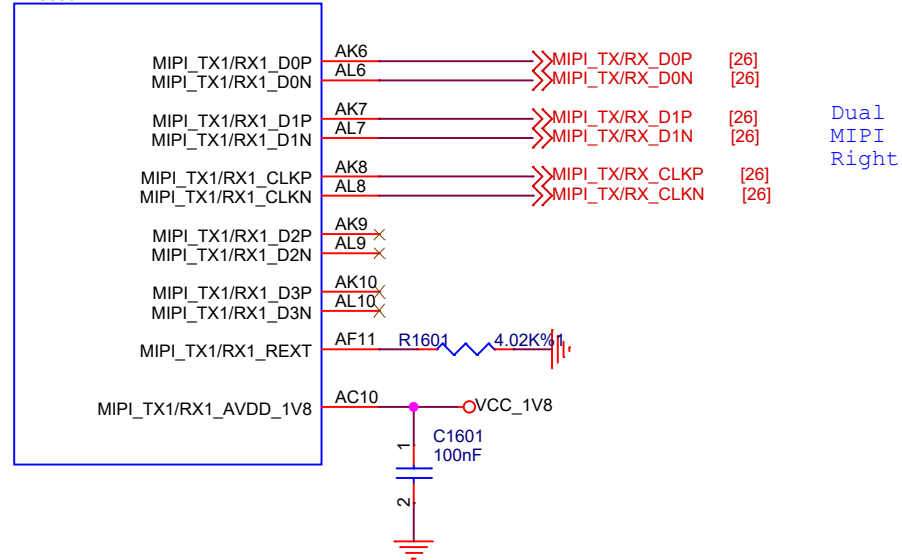 MIPI_TX1/RX1_D0P AK6 MIPI_TX/RX_D0P [26]
MIPI_TX1/RX1_D0N AL6 MIPI_TX/RX_D0N [26]
MIPI_TX1/RX1_D1P AK7 MIPI_TX/RX_D1P [26]
MIPI_TX1/RX1_D1N AL7 MIPI_TX/RX_D1N [26]
Dual
MIPI
Right
MIPI_TX1/RX1_CLKP AK8 MIPI_TX/RX_CLKP [26]
MIPI_TX1/RX1_CLKN AL8 MIPI_TX/RX_CLKN [26]
MIPI_TX1/RX1_D2P AK9
MIPI_TX1/RX1_D2N AL9
MIPI_TX1/RX1_D3P AK10
MIPI_TX1/RX1_D3N AL10
MIPI_TX1/RX1_REXT AF11 R1601 4.02K%1
MIPI_TX1/RX1_AVDD_1V8 AC10 VCC_1V8
C1601
1
100nF
2